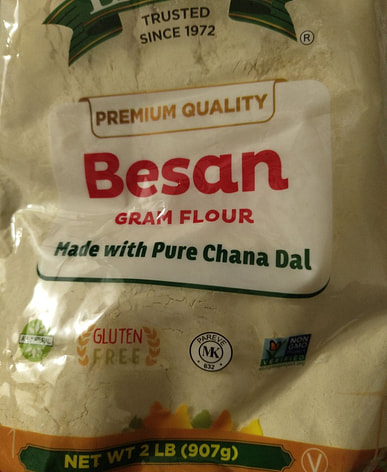 TRUSTED
SINCE 1972
®
PREMIUM QUALITY
Besan
GRAM FLOUR
Made with Pure Chana Dal
GLUTEN
FREE
PAREVE
MK
632
NON
GMO
NET WT 2 LB (907g)
V